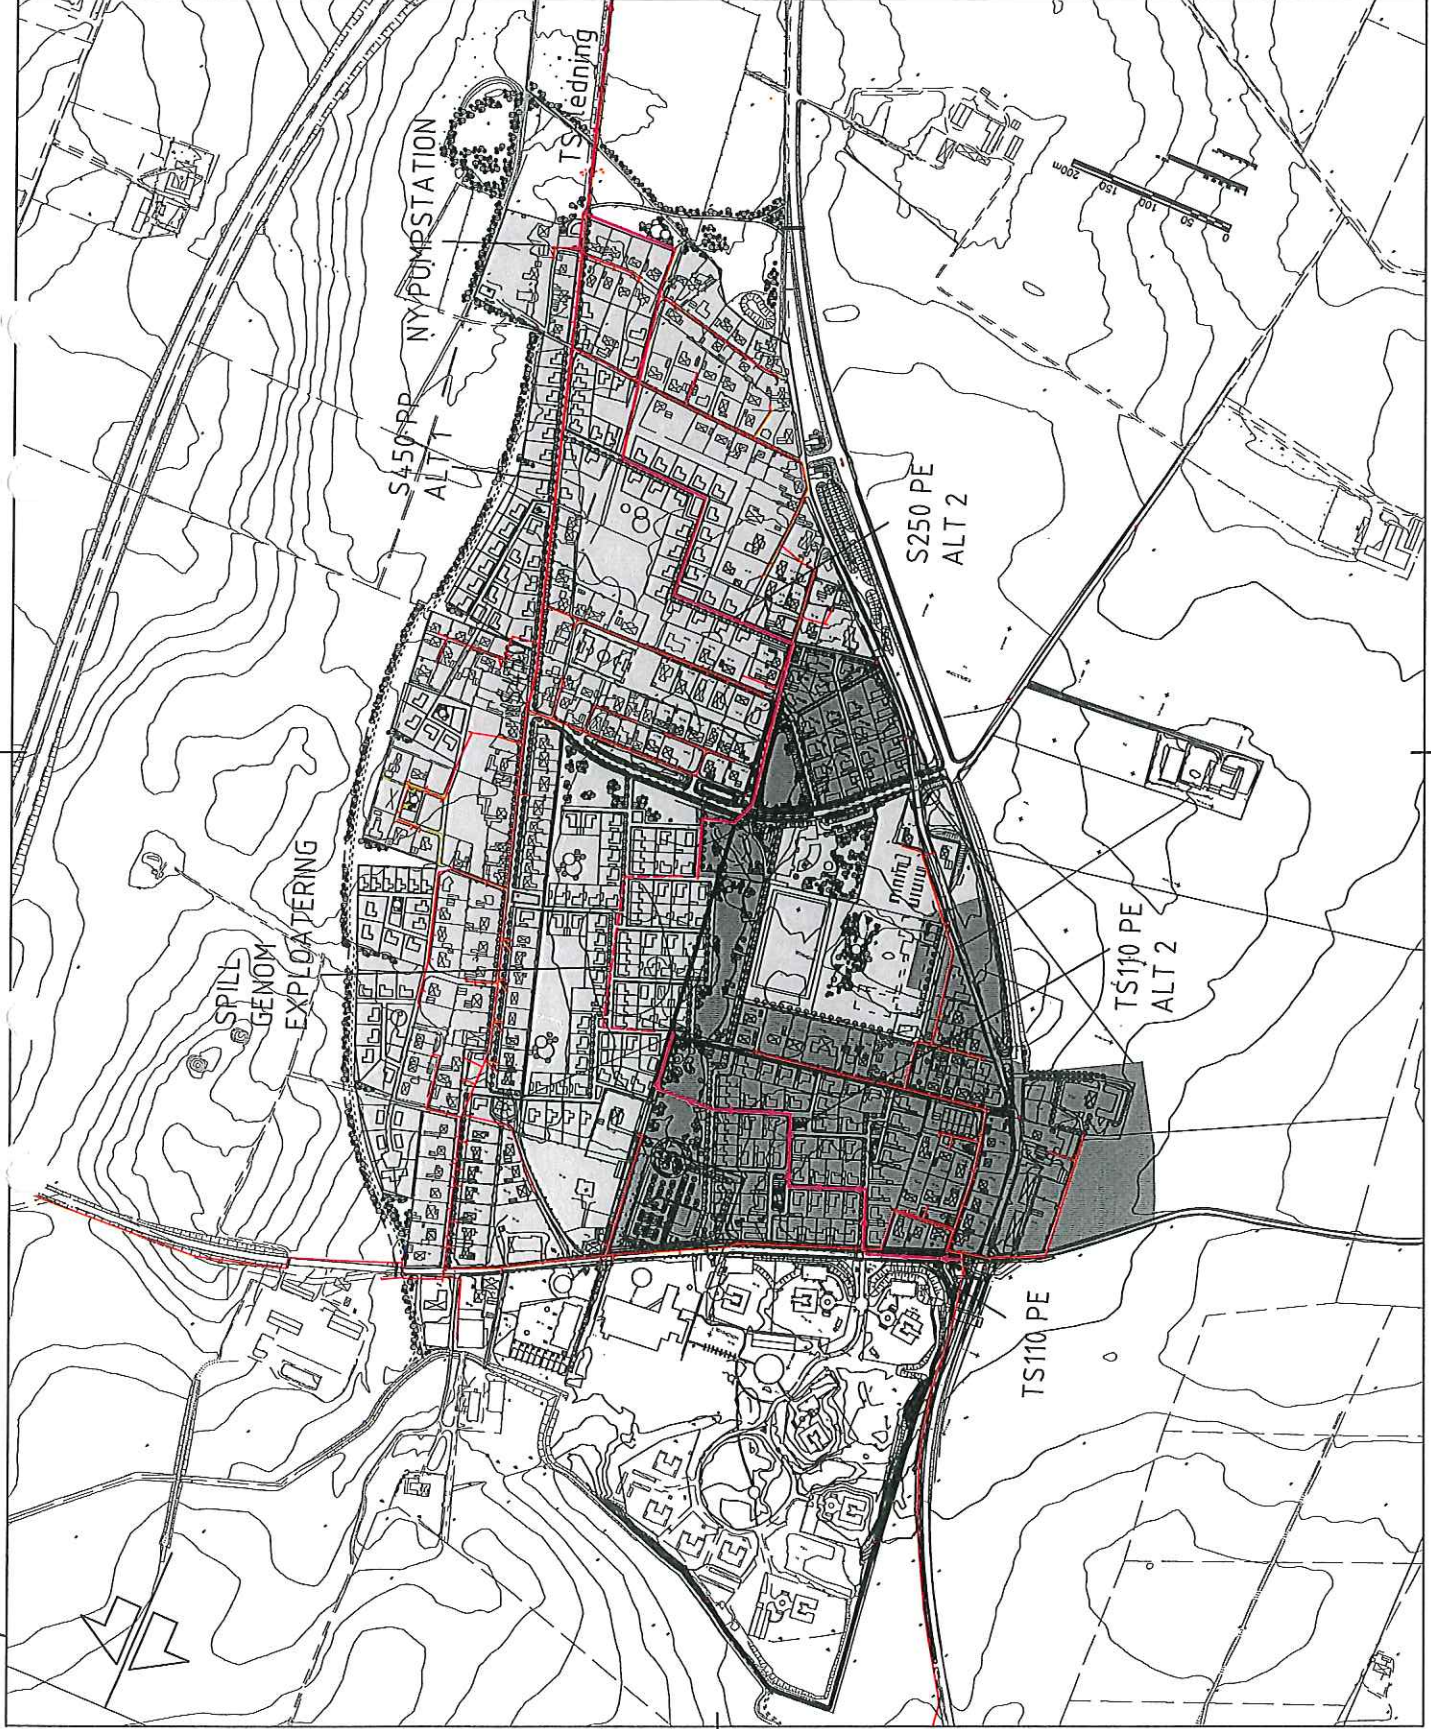 TS ledning
NY PUMPSTATION
S450 PP
ALT 1
S250 PE
ALT 2
SPILL
GENOM
EXPLOATERING
TS110 PE
ALT 2
TS110 PE
0
50
100
150
200m